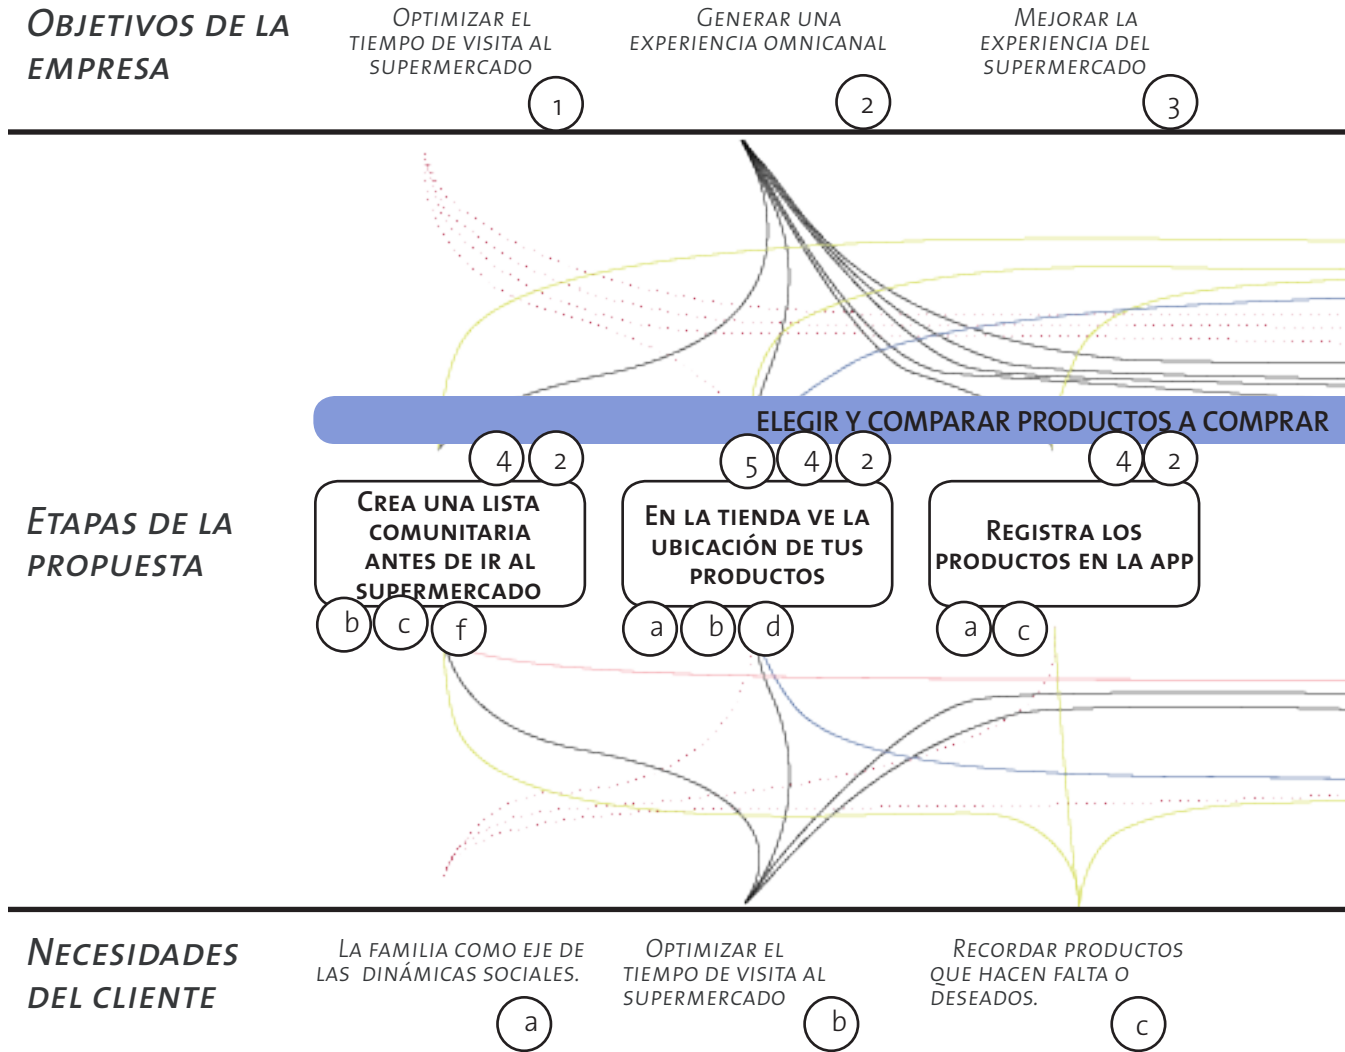 OBJETIVOS DE LA
EMPRESA
OPTIMIZAR EL
TIEMPO DE VISITA AL
SUPERMERCADO
1
GENERAR UNA
EXPERIENCIA OMNICANAL
2
MEJORAR LA
EXPERIENCIA DEL
SUPERMERCADO
3
ELEGIR Y COMPARAR PRODUCTOS A COMPRAR
ETAPAS DE LA
PROPUESTA
4 2
CREA UNA LISTA
COMUNITARIA
ANTES DE IR AL
SUPERMERCADO
b c f
5 4 2
EN LA TIENDA VE LA
UBICACIÓN DE TUS
PRODUCTOS
a b d
4 2
REGISTRA LOS
PRODUCTOS EN LA APP
a c
NECESIDADES
DEL CLIENTE
LA FAMILIA COMO EJE DE
LAS DINÁMICAS SOCIALES.
a
OPTIMIZAR EL
TIEMPO DE VISITA AL
SUPERMERCADO
b
RECORDAR PRODUCTOS
QUE HACEN FALTA O
DESEADOS.
c